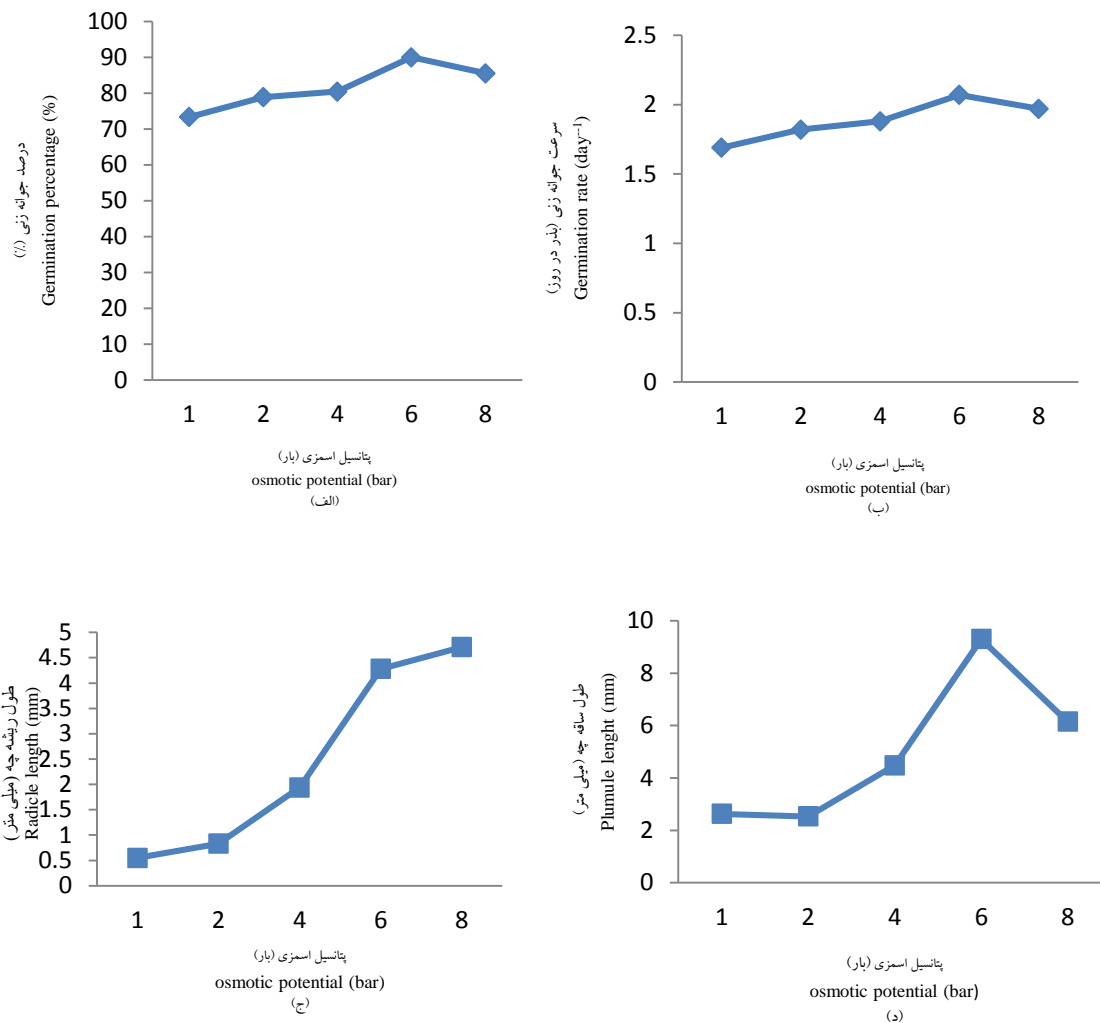 درصد جوانه زنی (٪)
Germination percentage (%)
100
90
80
70
60
50
40
30
20
10
0
1 2 4 6 8
پتانسیل اسمزی (بار)
osmotic potential (bar)
(الف)
سرعت جوانه زنی (بذر در روز)
Germination rate (day⁻¹)
2.5
2
1.5
1
0.5
0
1 2 4 6 8
پتانسیل اسمزی (بار)
osmotic potential (bar)
(ب)
طول ریشه چه (میلی متر)
Radicle length (mm)
5
4.5
4
3.5
3
2.5
2
1.5
1
0.5
0
1 2 4 6 8
پتانسیل اسمزی (بار)
osmotic potential (bar)
(ج)
طول ساقه چه (میلی متر)
Plumule lenght (mm)
10
8
6
4
2
0
1 2 4 6 8
پتانسیل اسمزی (بار)
osmotic potential (bar)
(د)